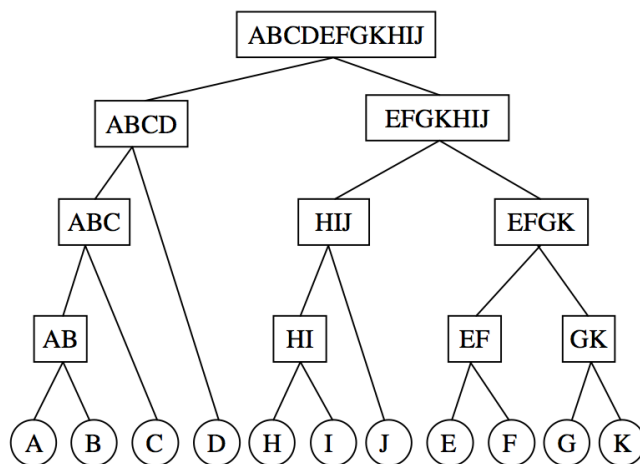 ABCDEFGKHIJ
ABCD EFGKHIJ
ABC HIJ EFGK
AB HI EF GK
A B C D H I J E F G K